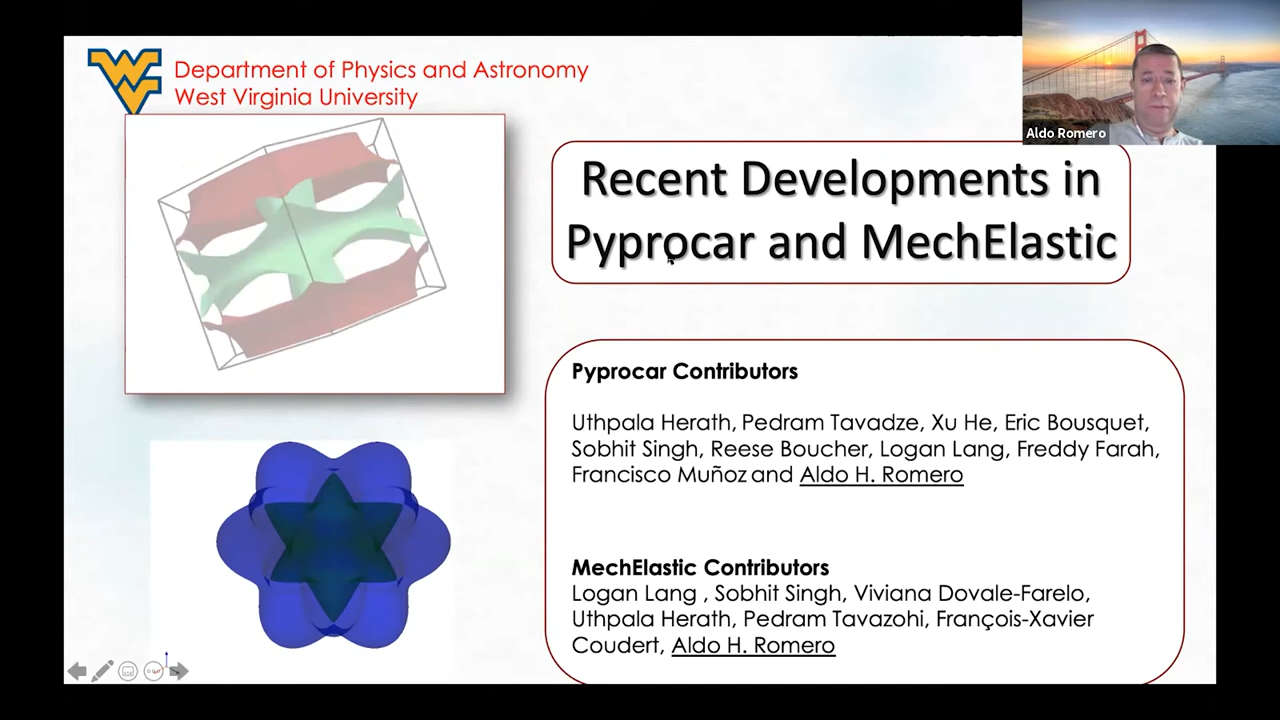 Department of Physics and Astronomy
West Virginia University
Aldo Romero
Recent Developments in
Pyprocar and MechElastic
Pyprocar Contributors
Uthpala Herath, Pedram Tavadze, Xu He, Eric Bousquet,
Sobhit Singh, Reese Boucher, Logan Lang, Freddy Farah,
Francisco Muñoz and Aldo H. Romero
MechElastic Contributors
Logan Lang , Sobhit Singh, Viviana Dovale-Farelo,
Uthpala Herath, Pedram Tavazohi, François-Xavier
Coudert, Aldo H. Romero